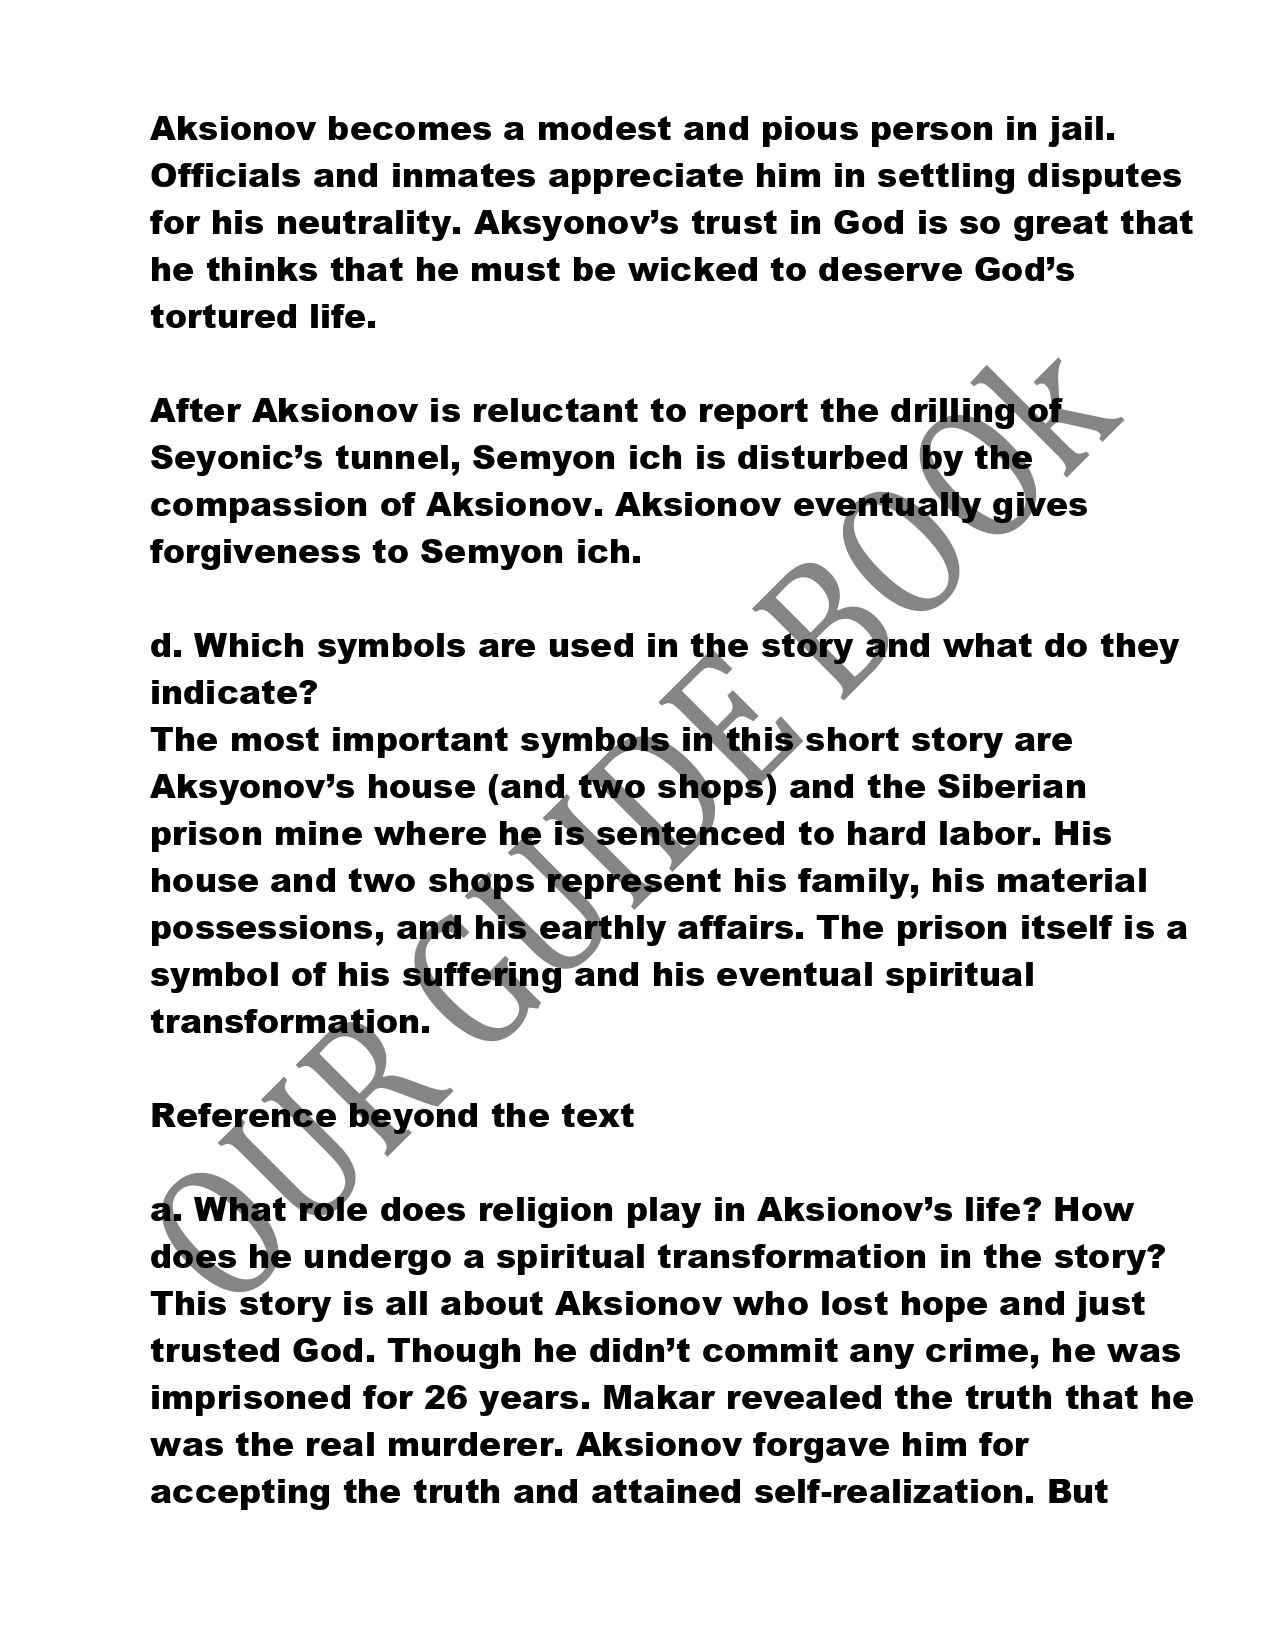 Aksionov becomes a modest and pious person in jail.
Officials and inmates appreciate him in settling disputes
for his neutrality. Aksyonov’s trust in God is so great that
he thinks that he must be wicked to deserve God’s
tortured life.
After Aksionov is reluctant to report the drilling of
Seyonic’s tunnel, Semyon ich is disturbed by the
compassion of Aksionov. Aksionov eventually gives
forgiveness to Semyon ich.
d. Which symbols are used in the story and what do they
indicate?
The most important symbols in this short story are
Aksyonov’s house (and two shops) and the Siberian
prison mine where he is sentenced to hard labor. His
house and two shops represent his family, his material
possessions, and his earthly affairs. The prison itself is a
symbol of his suffering and his eventual spiritual
transformation.
Reference beyond the text
a. What role does religion play in Aksionov’s life? How
does he undergo a spiritual transformation in the story?
This story is all about Aksionov who lost hope and just
trusted God. Though he didn’t commit any crime, he was
imprisoned for 26 years. Makar revealed the truth that he
was the real murderer. Aksionov forgave him for
accepting the truth and attained self-realization. But
OUR GUIDE BOOk